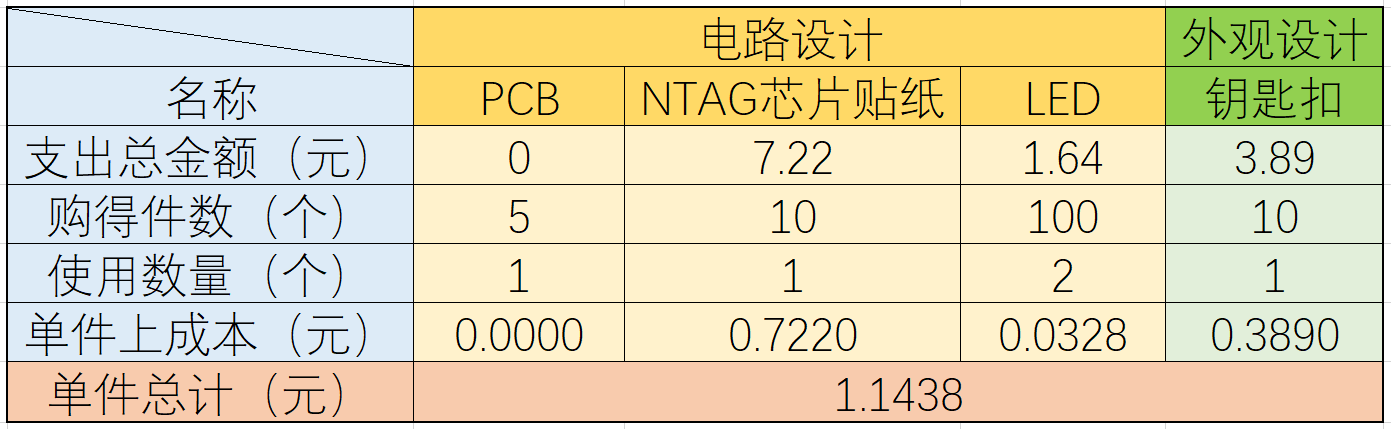 电路设计 外观设计
名称 PCB NTAG芯片贴纸 LED 钥匙扣
支出总金额（元） 0 7.22 1.64 3.89
购得件数（个） 5 10 100 10
使用数量（个） 1 1 2 1
单件上成本（元） 0.0000 0.7220 0.0328 0.3890
单件总计（元） 1.1438